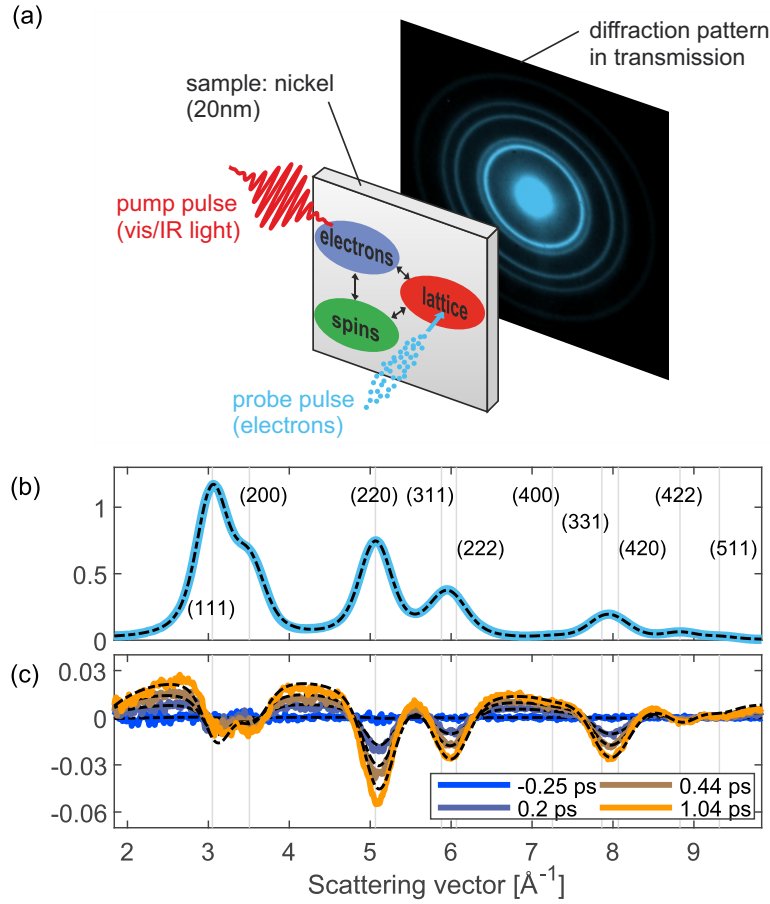 (a)
diffraction pattern
in transmission
sample: nickel
(20nm)
pump pulse
(vis/IR light)
electrons
lattice
spins
probe pulse
(electrons)
(b)
1
0.5
0
(111)
(200)
(220)
(311)
(222)
(400)
(331)
(420)
(422)
(511)
(c)
0.03
0
-0.03
-0.06
-0.25 ps
0.2 ps
0.44 ps
1.04 ps
2 3 4 5 6 7 8 9
Scattering vector [Å⁻¹]